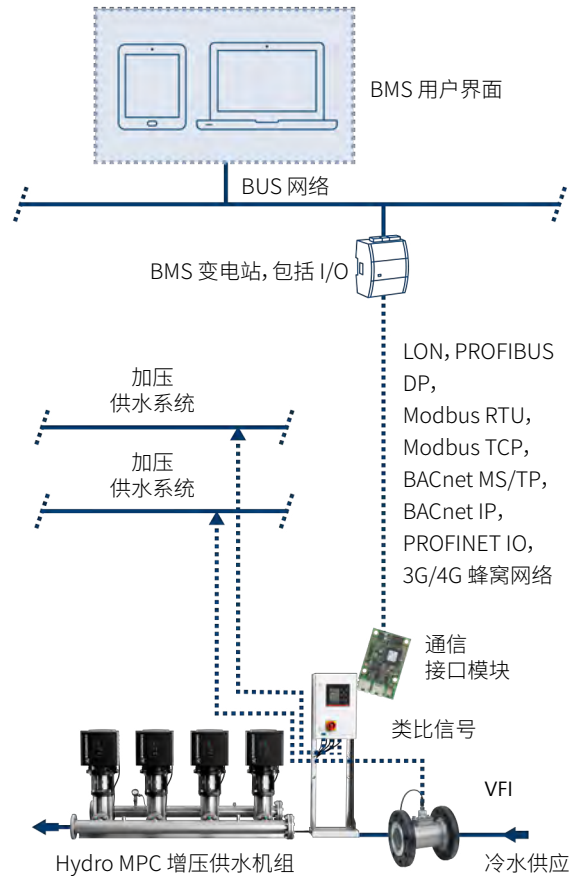 BMS 用户界面
BUS 网络
BMS 变电站，包括 I/O
LON, PROFIBUS
DP,
Modbus RTU,
Modbus TCP,
BACnet MS/TP,
BACnet IP,
PROFINET IO,
3G/4G 蜂窝网络
加压
供水系统
加压
供水系统
通信
接口模块
类比信号
VFI
Hydro MPC 增压供水机组
冷水供应